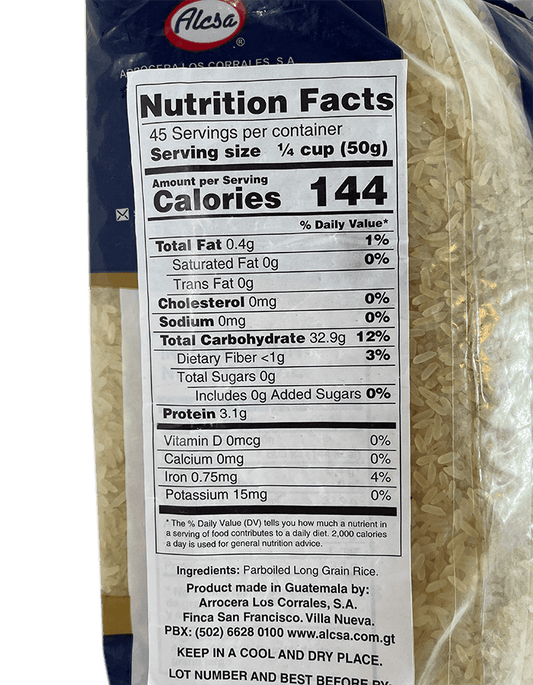 Alcsa
®
ARROCERA LOS CORRALES, S.A.
Nutrition Facts
45 Servings per container
Serving size ¼ cup (50g)
Amount per Serving
Calories 144
% Daily Value*
Total Fat 0.4g 1%
Saturated Fat 0g 0%
Trans Fat 0g
Cholesterol 0mg 0%
Sodium 0mg 0%
Total Carbohydrate 32.9g 12%
Dietary Fiber <1g 3%
Total Sugars 0g
Includes 0g Added Sugars 0%
Protein 3.1g
Vitamin D 0mcg 0%
Calcium 0mg 0%
Iron 0.75mg 4%
Potassium 15mg 0%
* The % Daily Value (DV) tells you how much a nutrient in
a serving of food contributes to a daily diet. 2,000 calories
a day is used for general nutrition advice.
Ingredients: Parboiled Long Grain Rice.
Product made in Guatemala by:
Arrocera Los Corrales, S.A.
Finca San Francisco. Villa Nueva.
PBX: (502) 6628 0100 www.alcsa.com.gt
KEEP IN A COOL AND DRY PLACE.
LOT NUMBER AND BEST BEFORE BY: